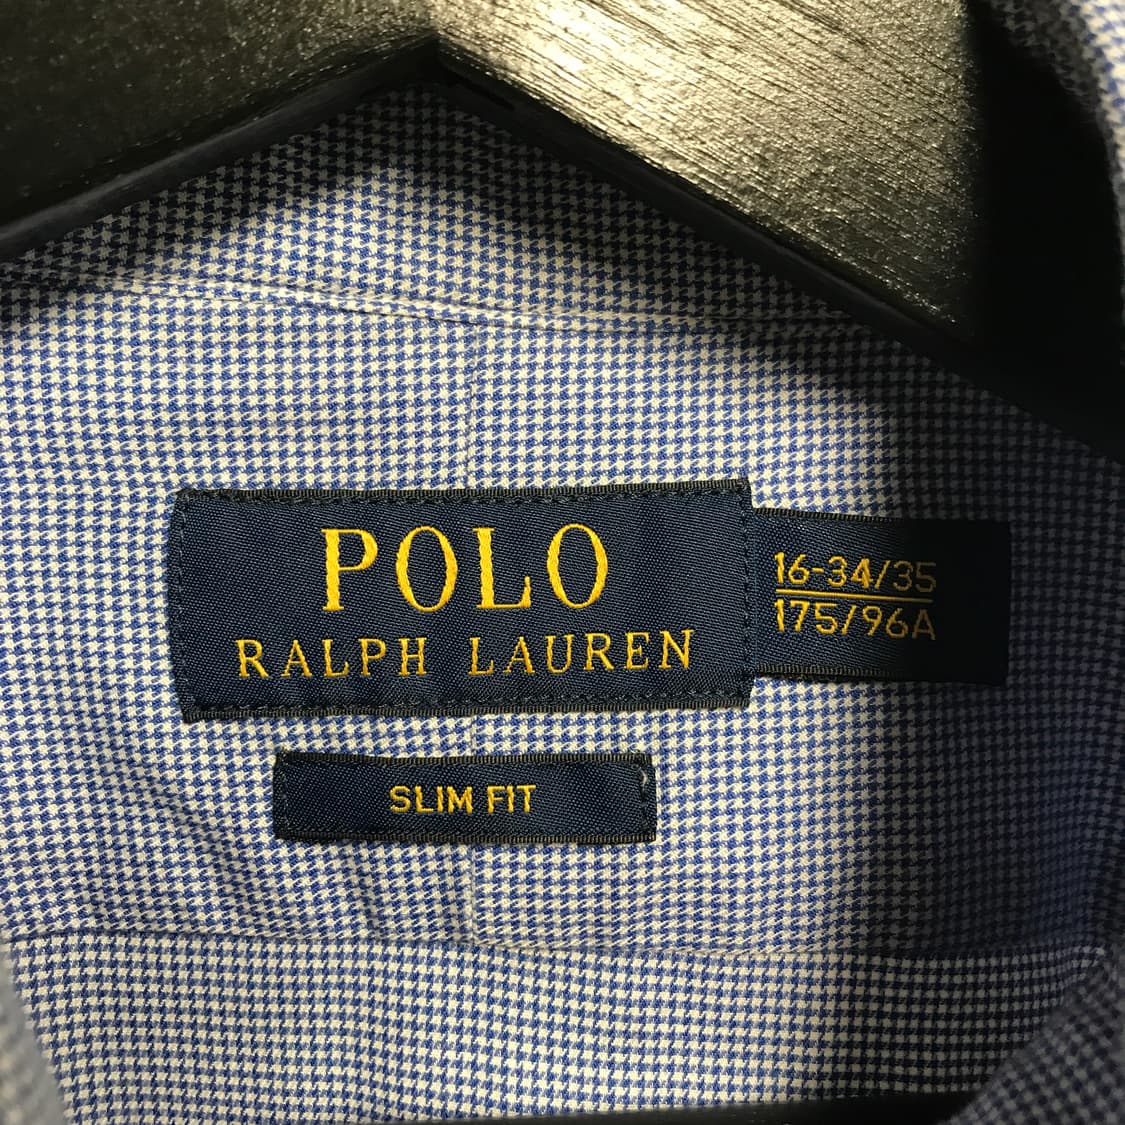 POLO
RALPH LAUREN
16-34/35
175/96A
SLIM FIT